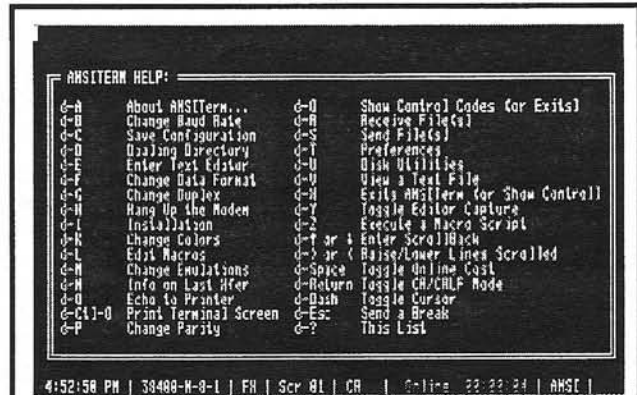 ANSITERM HELP:
d-A About ANSITerm...
d-B Change Baud Rate
d-C Save Configuration
d-D Dialing Directory
d-E Enter Text Editor
d-F Change Data Format
d-G Change Duplex
d-H Hang Up the Modem
d-I Installation
d-K Change Colors
d-L Edit Macros
d-M Change Emulations
d-N Info on Last Xfer
d-O Echo to Printer
d-Ctl-O Print Terminal Screen
d-P Change Parity
d-Q Show Control Codes (or Exits)
d-R Receive File(s)
d-S Send File(s)
d-T Preferences
d-U Disk Utilities
d-V View a Text File
d-X Exits ANSITerm (or Show Control)
d-Y Toggle Editor Capture
d-Z Execute a Macro Script
d-↑ or ↓ Enter ScrollBack
d-> or < Raise/Lower Lines Scrolled
d-Space Toggle Online
d-Return Toggle CR/CRLF Mode
d-Dash Toggle Cursor
d-Esc Send a Break
d-? This List
4:52:50 PM | 38400-N-8-1 | FX | Scr 01 | CR | Online | ANSI |